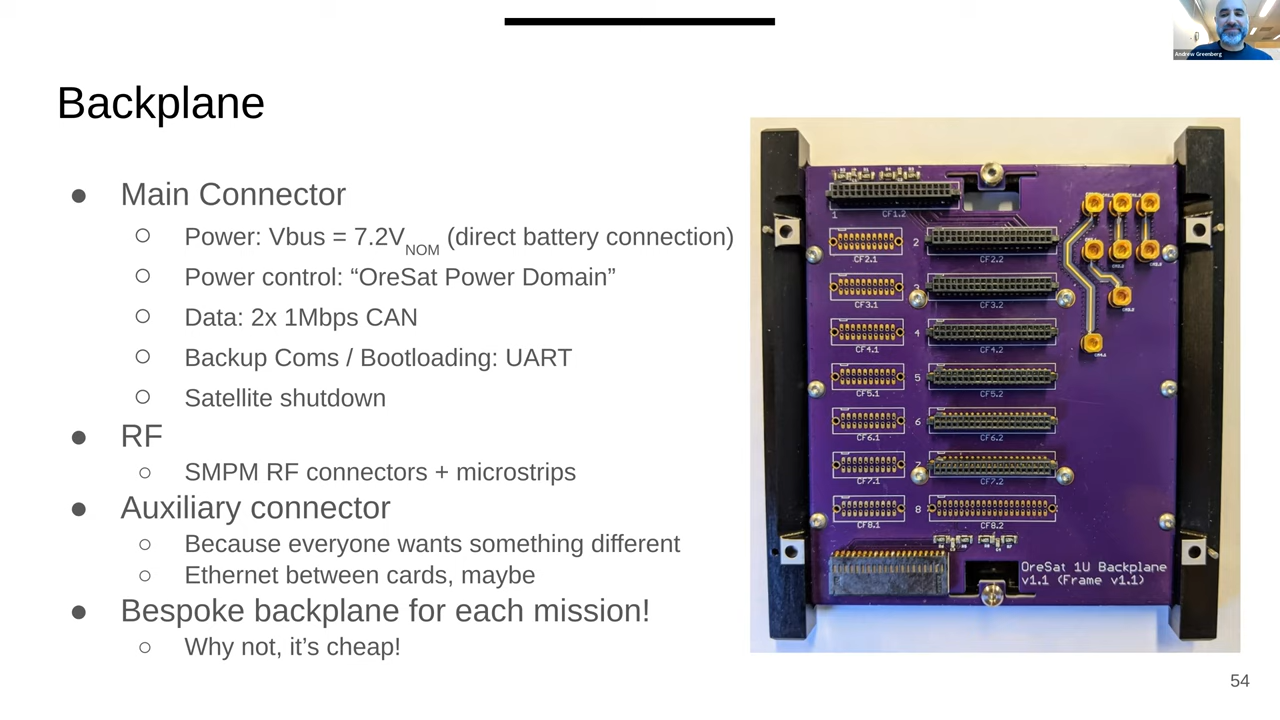 Andrew Greenberg
Backplane
● Main Connector
○ Power: Vbus = 7.2VNOM (direct battery connection)
○ Power control: “OreSat Power Domain”
○ Data: 2x 1Mbps CAN
○ Backup Coms / Bootloading: UART
○ Satellite shutdown
● RF
○ SMPM RF connectors + microstrips
● Auxiliary connector
○ Because everyone wants something different
○ Ethernet between cards, maybe
● Bespoke backplane for each mission!
○ Why not, it’s cheap!
1 CF1.2
2
CF2.1 CF2.2
3
CF3.1 CF3.2
4
CF4.1 CF4.2
5
CF5.1 CF5.2
6
CF6.1 CF6.2
7
CF7.1 CF7.2
8
CF8.1 CF8.2
OreSat 1U Backplane
v1.1 (Frame v1.1)
54